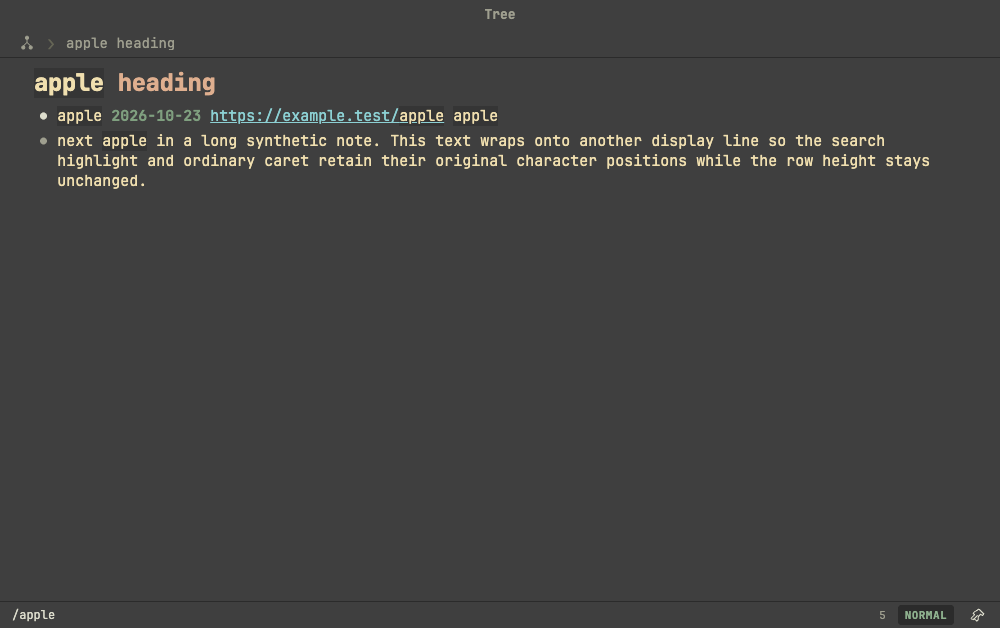 Tree
apple heading
apple heading
apple 2026-10-23 https://example.test/apple apple
next apple in a long synthetic note. This text wraps onto another display line so the search
highlight and ordinary caret retain their original character positions while the row height stays
unchanged.
/apple
5 NORMAL